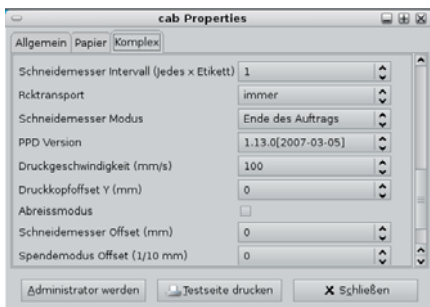 cab Properties
Allgemein Papier Komplex
Schneidemesser Intervall (Jedes x Etikett) 1
Rcktransport immer
Schneidemesser Modus Ende des Auftrags
PPD Version 1.13.0[2007-03-05]
Druckgeschwindigkeit (mm/s) 100
Druckkopfoffset Y (mm) 0
Abreissmodus
Schneidemesser Offset (mm) 0
Spendemodus Offset (1/10 mm) 0
Administrator werden Testseite drucken Schließen